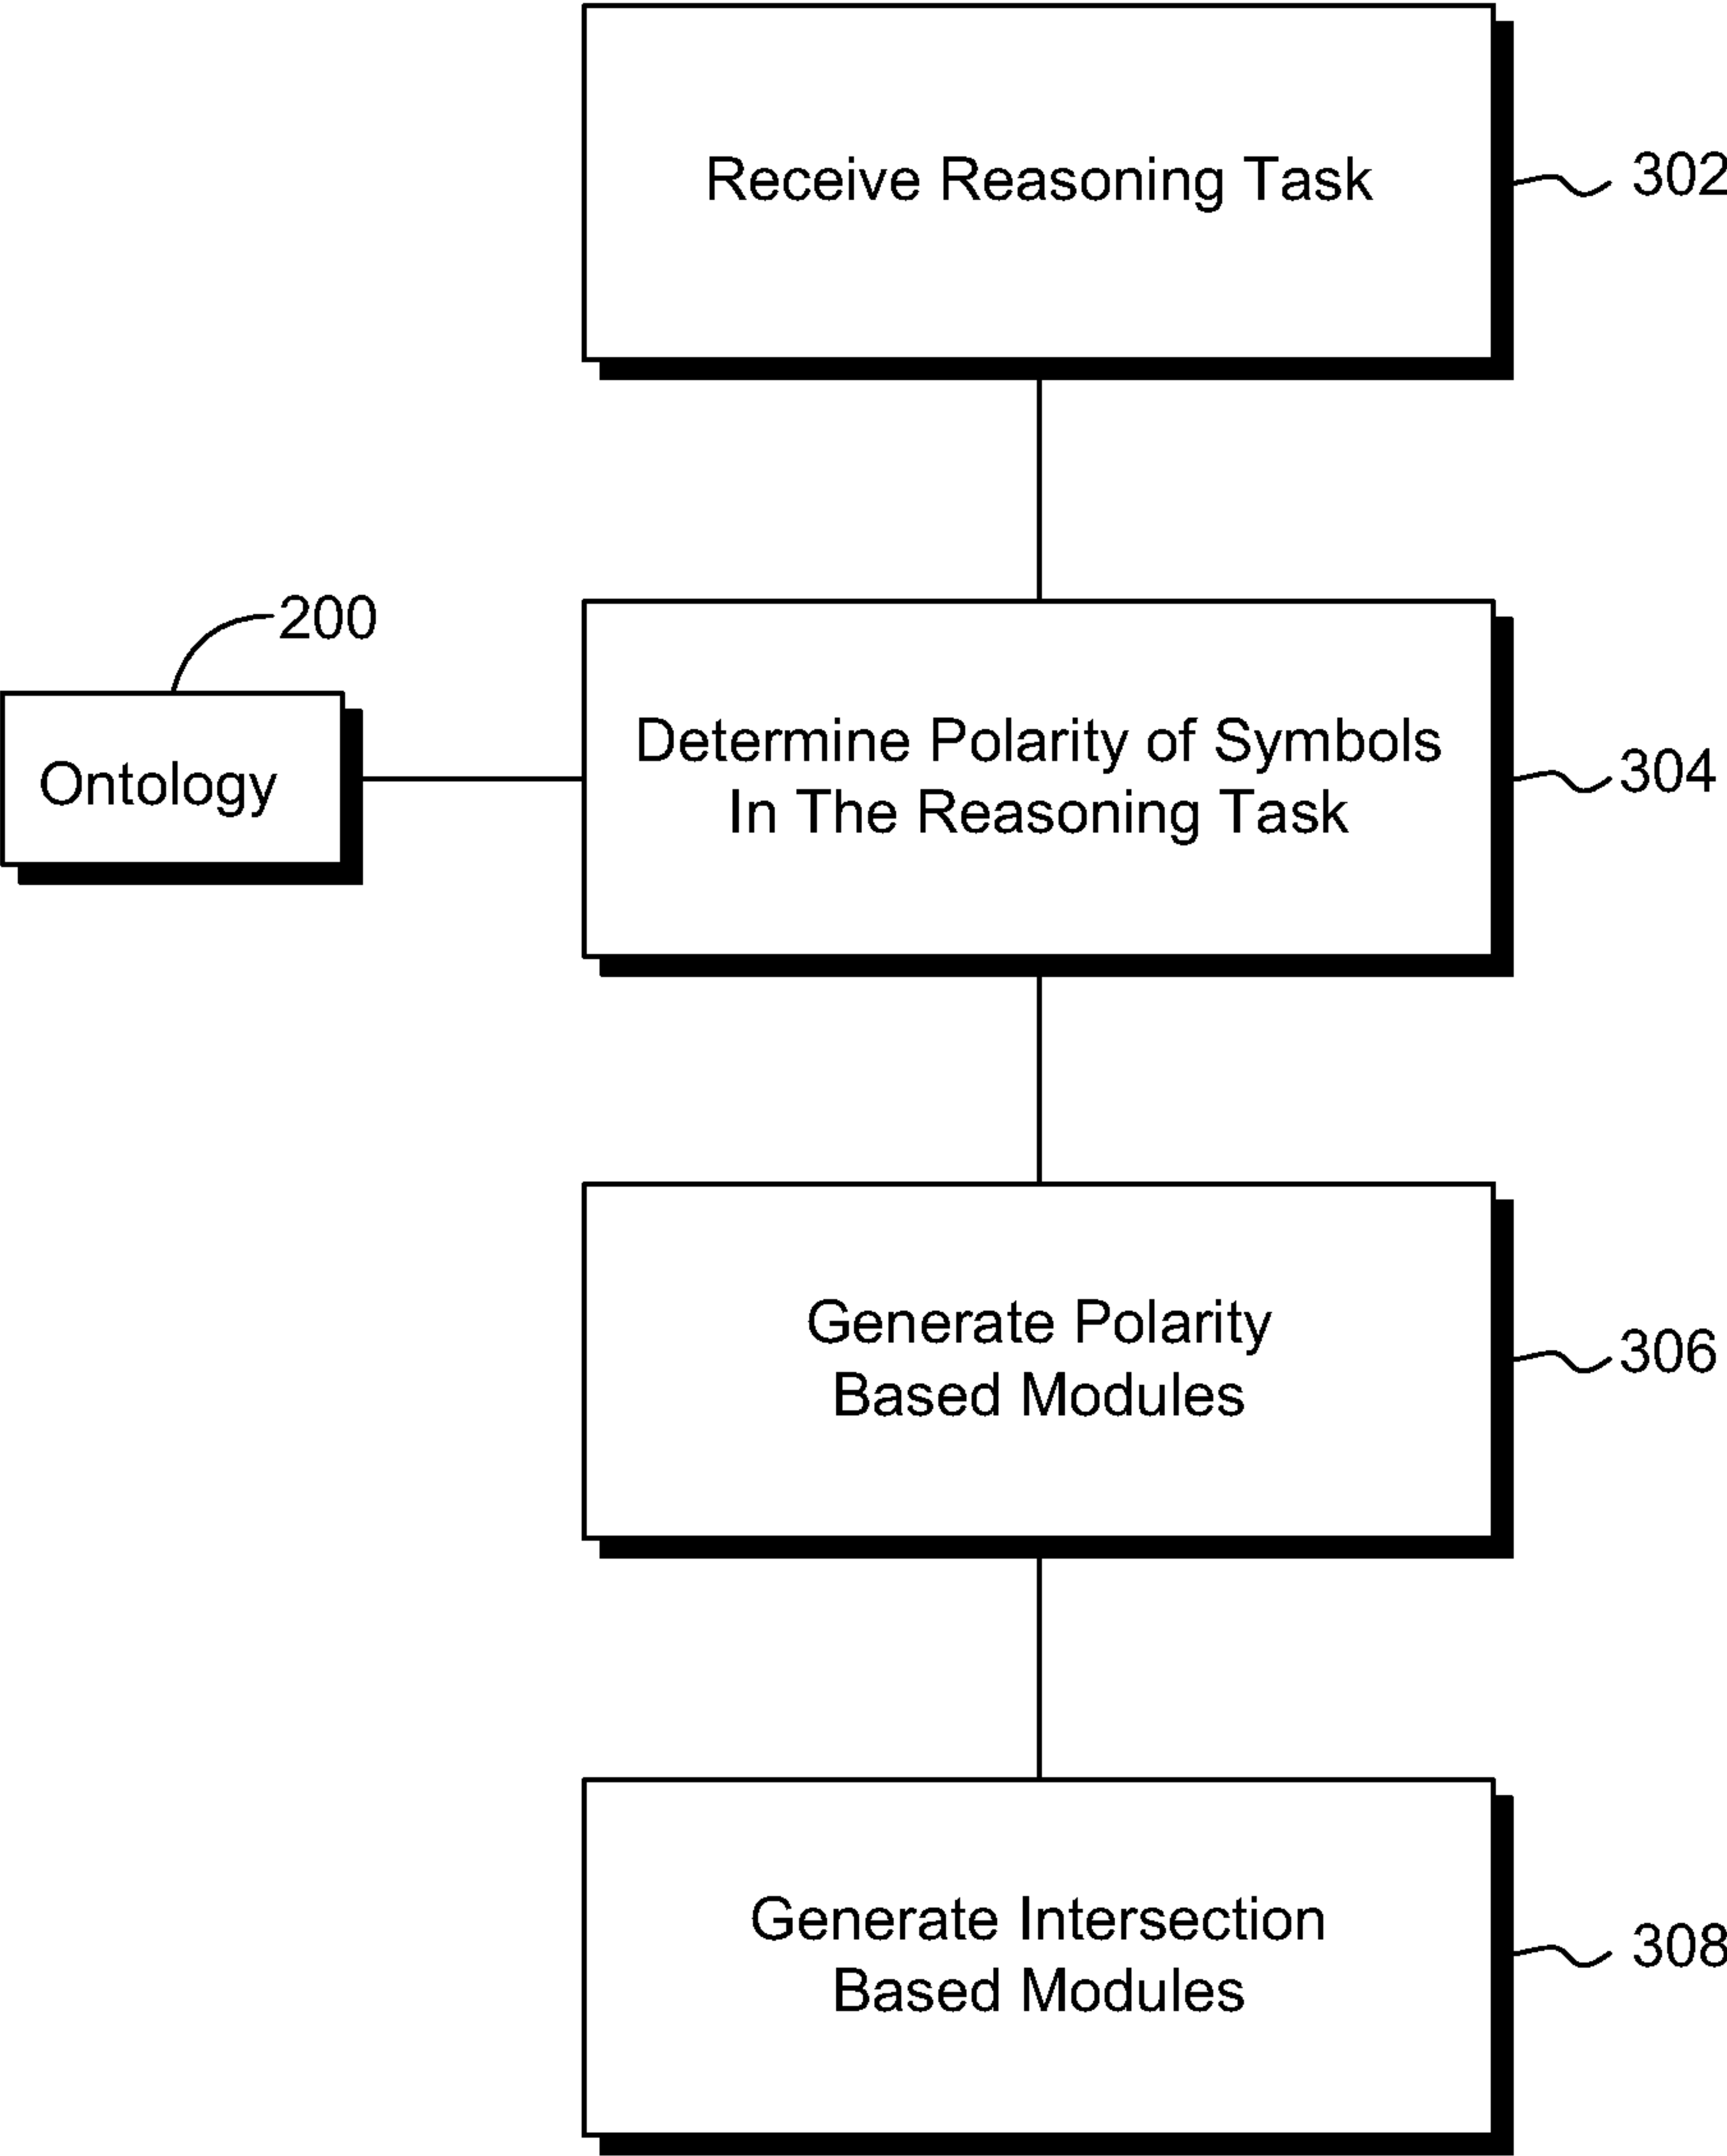 Receive Reasoning Task
302
200
Ontology
Determine Polarity of Symbols
In The Reasoning Task
304
Generate Polarity
Based Modules
306
Generate Intersection
Based Modules
308